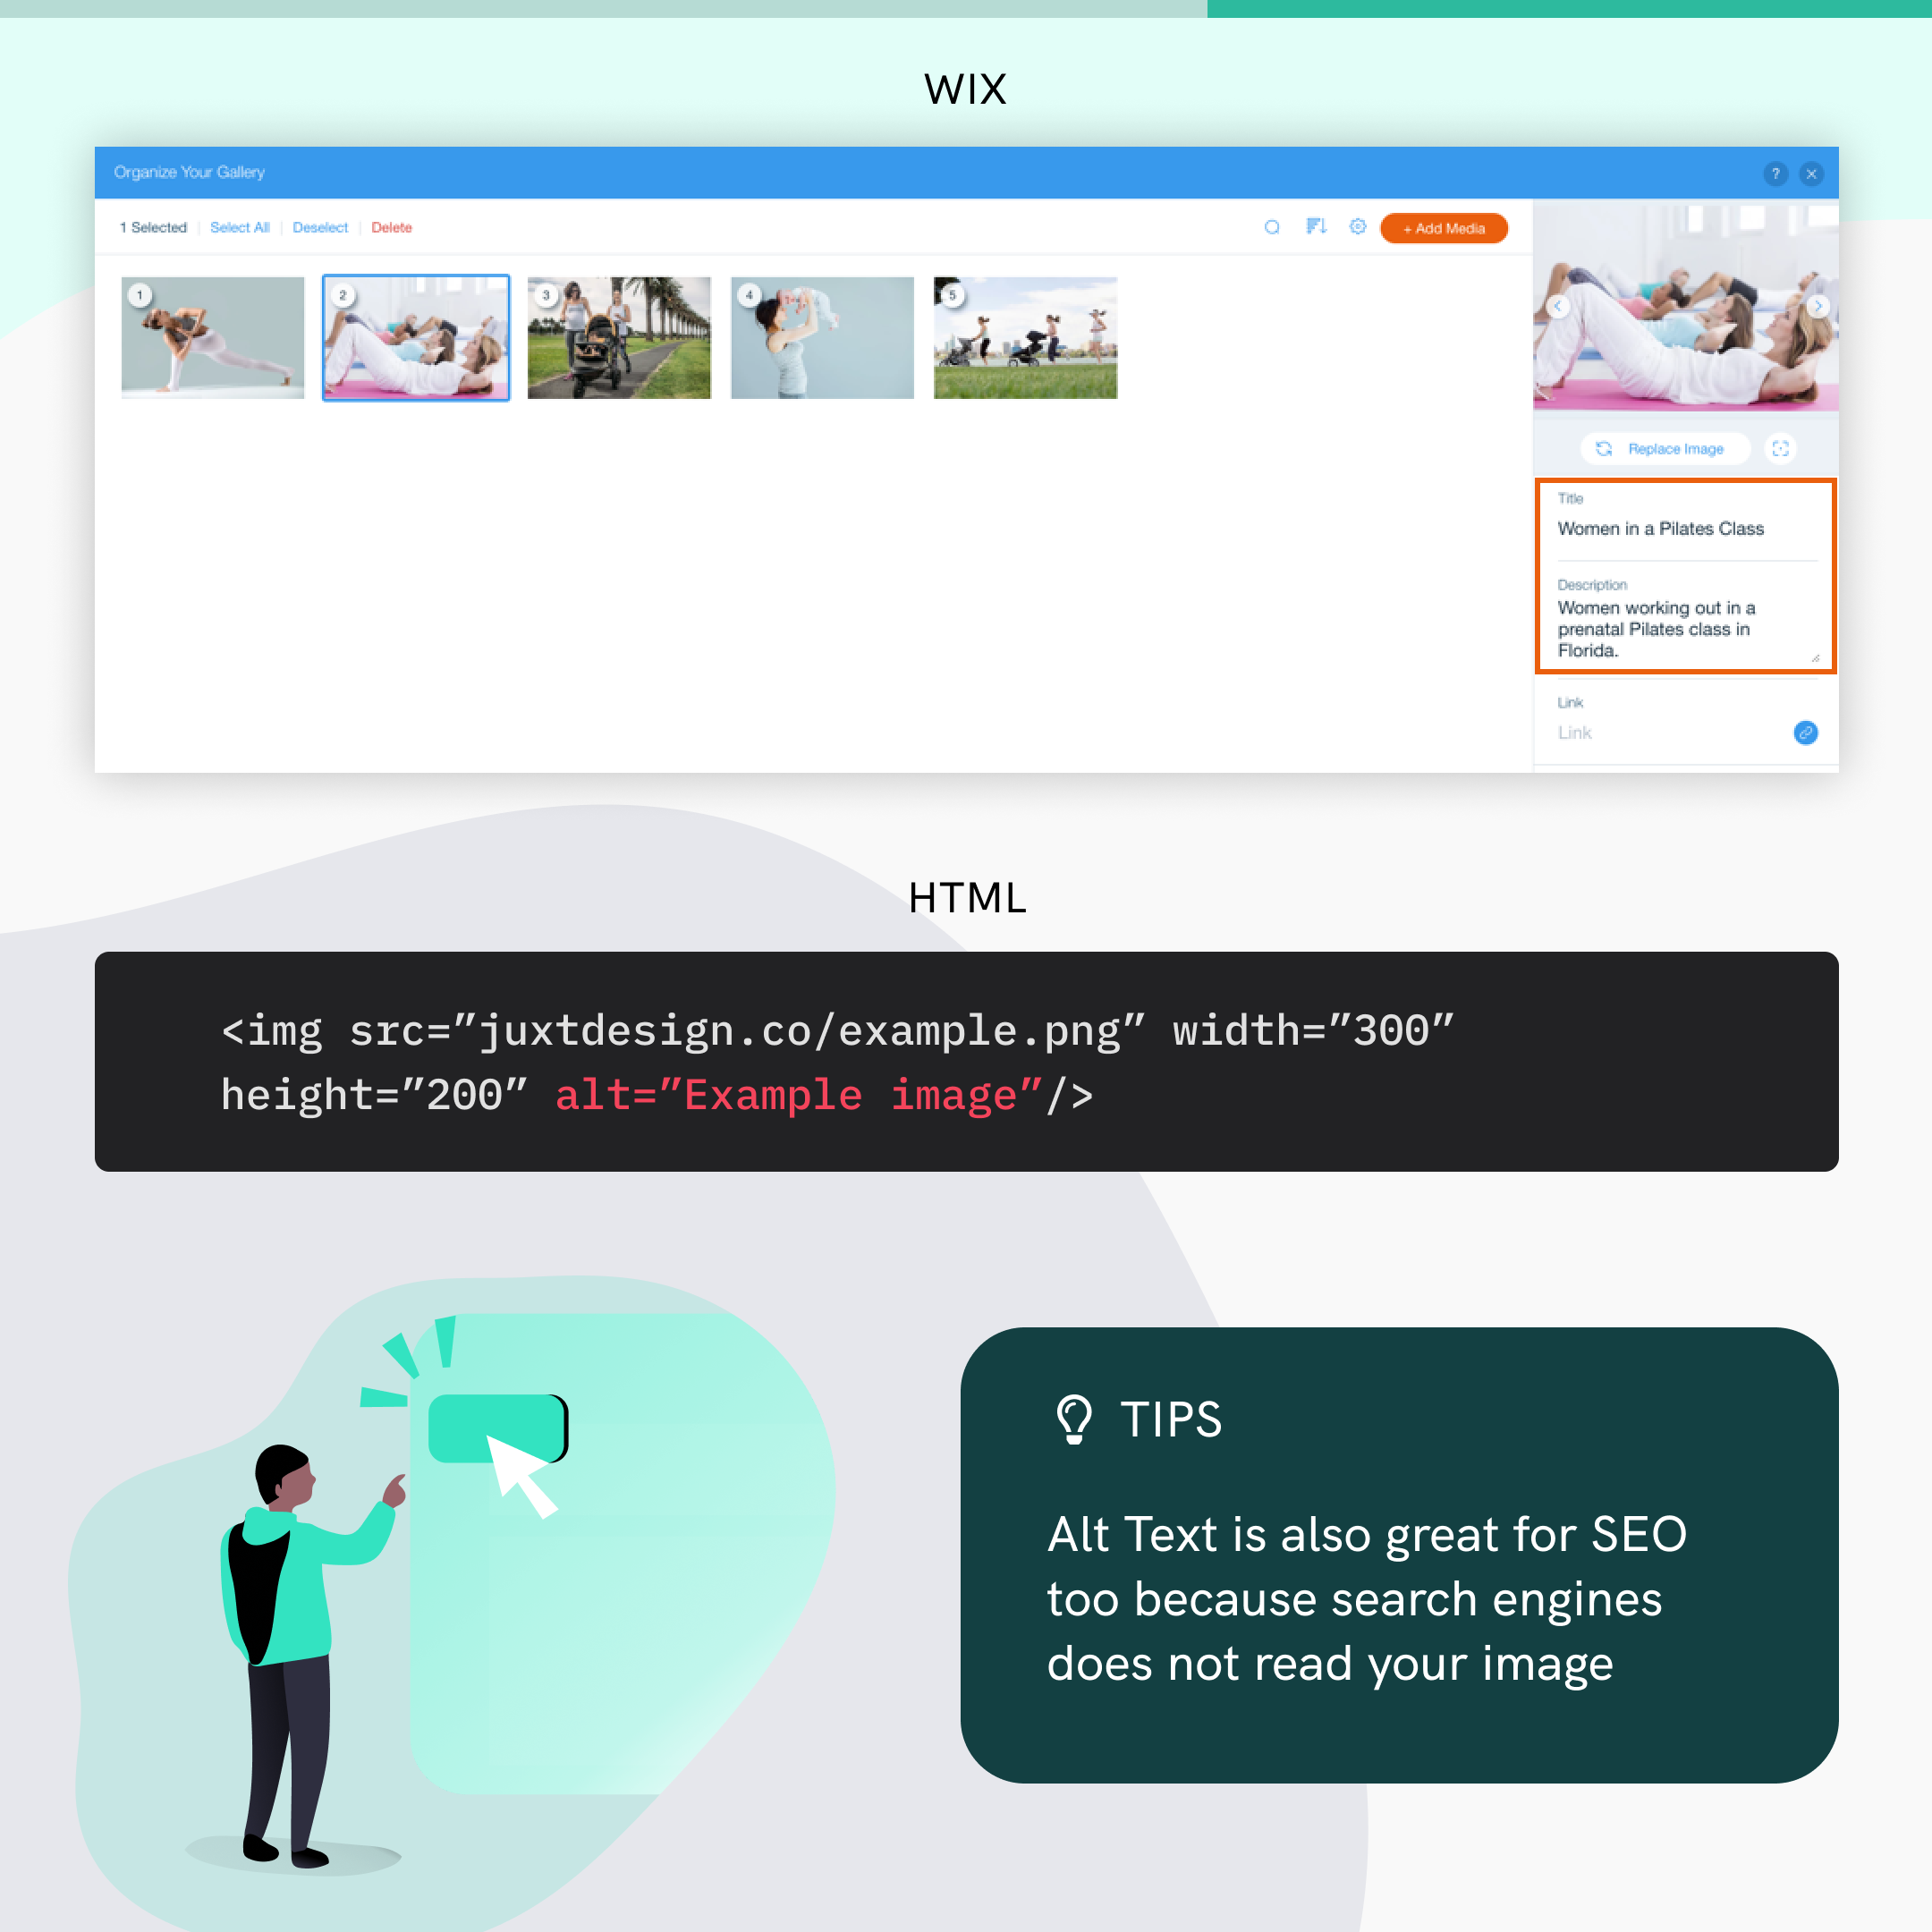 WIX
Organize Your Gallery
?
1 Selected | Select All | Deselect | Delete
+ Add Media
1
2
3
4
5
Replace Image
Title
Women in a Pilates Class
Description
Women working out in a
prenatal Pilates class in
Florida.
Link
Link
HTML
<img src=”juxtdesign.co/example.png” width=”300”
height=”200” alt=”Example image”/>
TIPS
Alt Text is also great for SEO
too because search engines
does not read your image